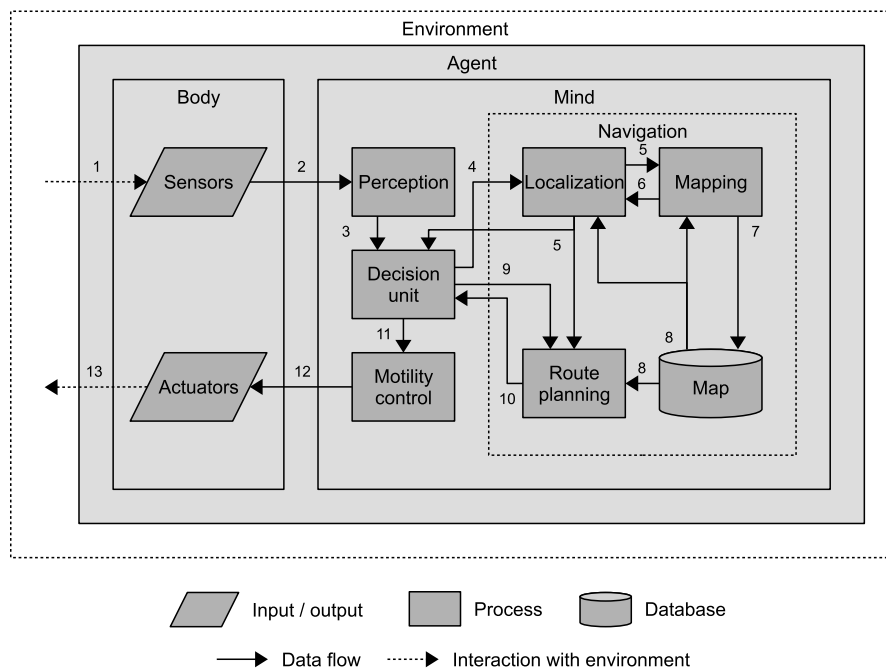 Environment
Agent
Body
Mind
Navigation
1
Sensors
2
Perception
4
Localization
5
6
Mapping
3
5
7
Decision
unit
9
11
8
13
Actuators
12
Motility
control
10
Route
planning
8
Map
Input / output
Process
Database
Data flow
Interaction with environment